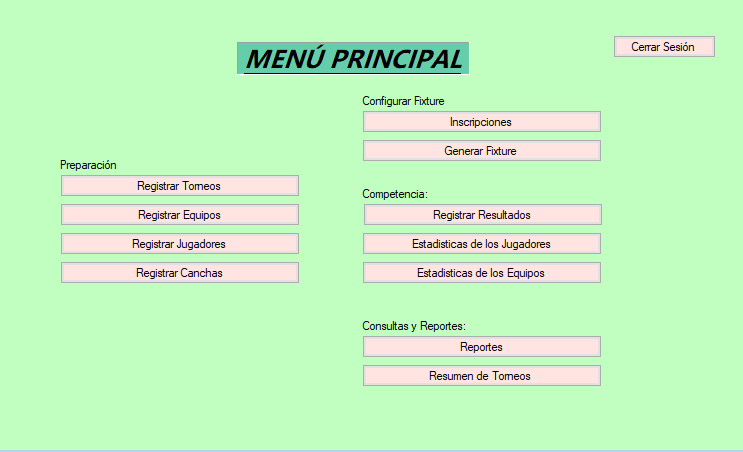 MENÚ PRINCIPAL
Cerrar Sesión
Preparación
Registrar Torneos
Registrar Equipos
Registrar Jugadores
Registrar Canchas
Configurar Fixture
Inscripciones
Generar Fixture
Competencia:
Registrar Resultados
Estadisticas de los Jugadores
Estadisticas de los Equipos
Consultas y Reportes:
Reportes
Resumen de Torneos